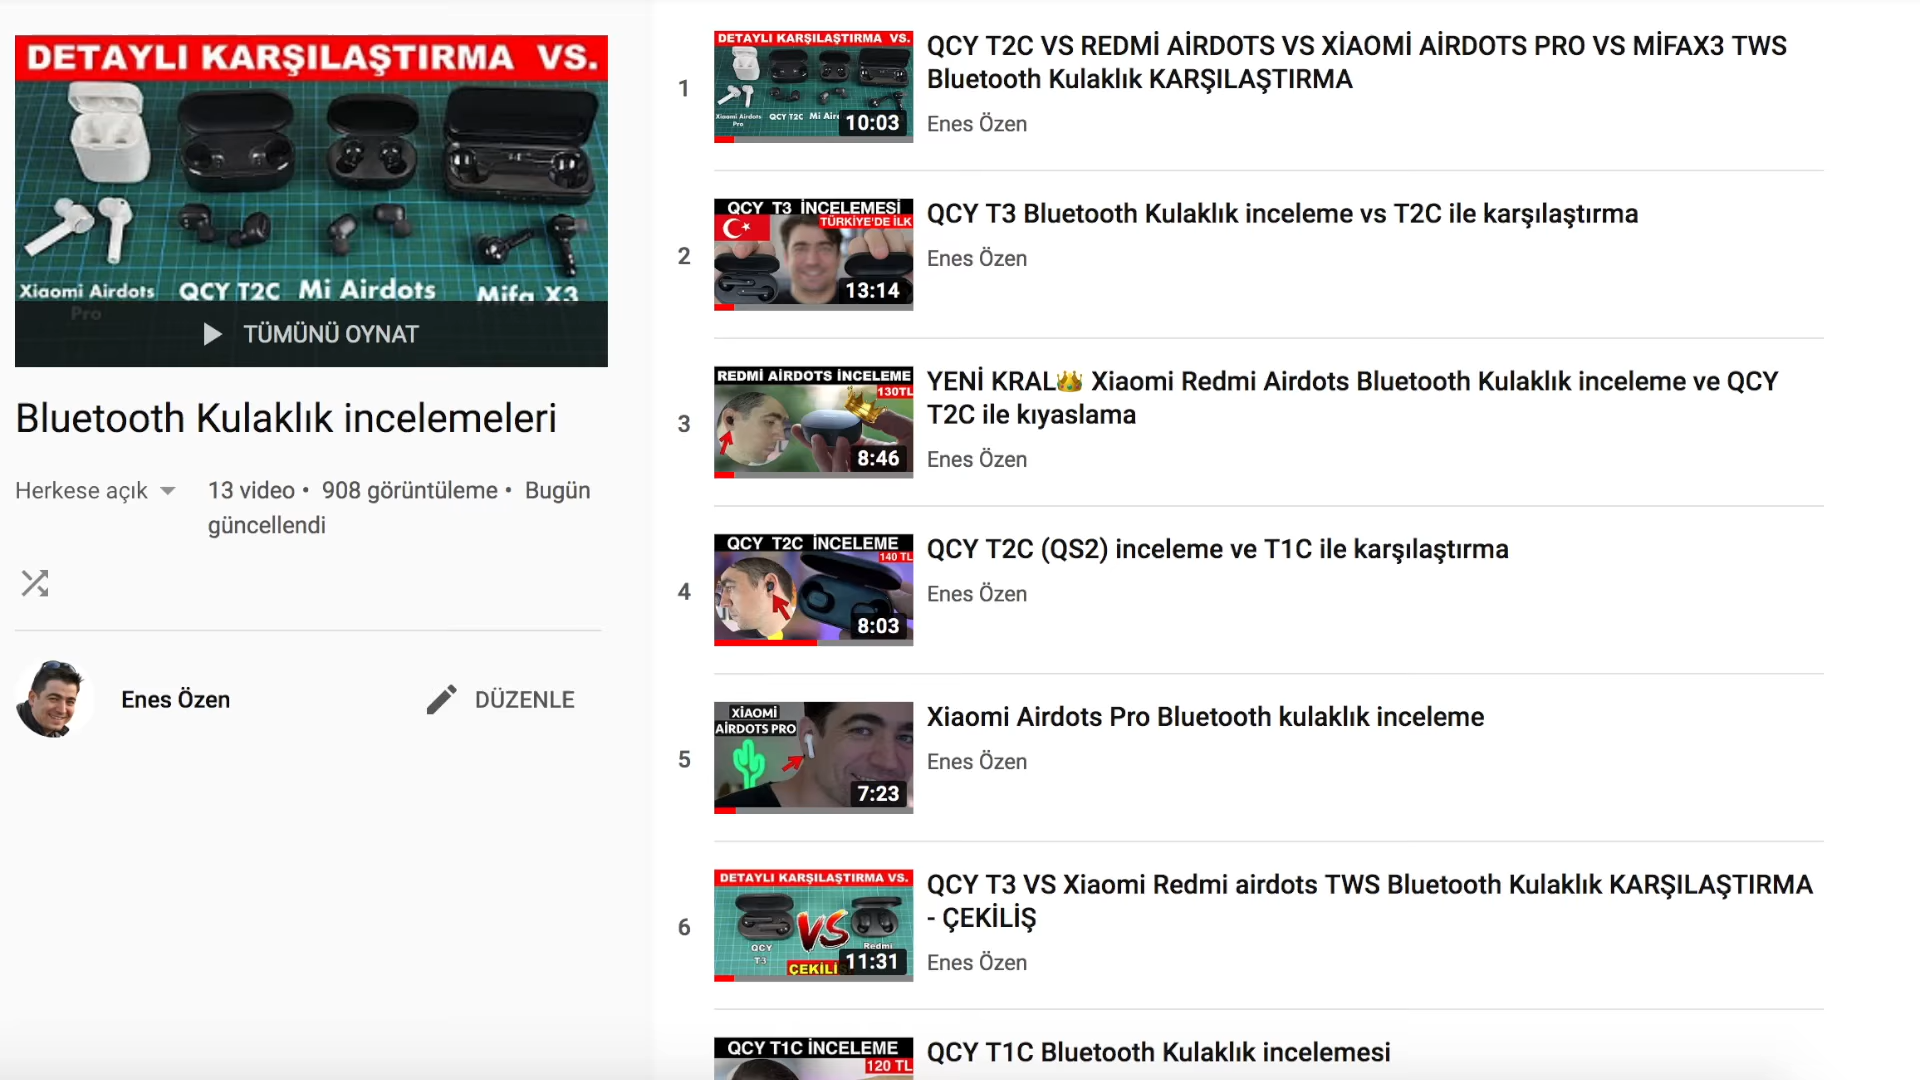 DETAYLI KARŞILAŞTIRMA VS.
Xiaomi Airdots
Pro
QCY T2C
Mi Airdots
Mifa X3
TÜMÜNÜ OYNAT
Bluetooth Kulaklık incelemeleri
Herkese açık
13 video • 908 görüntüleme • Bugün
güncellendi
Enes Özen
DÜZENLE
1
DETAYLI KARŞILAŞTIRMA VS.
Xiaomi Airdots
Pro
QCY T2C
Mi Aird
10:03
QCY T2C VS REDMİ AİRDOTS VS XİAOMİ AİRDOTS PRO VS MİFAX3 TWS
Bluetooth Kulaklık KARŞILAŞTIRMA
Enes Özen
2
QCY T3 İNCELEMESİ
TÜRKİYE'DE İLK
13:14
QCY T3 Bluetooth Kulaklık inceleme vs T2C ile karşılaştırma
Enes Özen
3
REDMİ AİRDOTS İNCELEME
130TL
8:46
YENİ KRAL👑 Xiaomi Redmi Airdots Bluetooth Kulaklık inceleme ve QCY
T2C ile kıyaslama
Enes Özen
4
QCY T2C İNCELEME
140 TL
8:03
QCY T2C (QS2) inceleme ve T1C ile karşılaştırma
Enes Özen
5
XİAOMİ
AİRDOTS PRO
7:23
Xiaomi Airdots Pro Bluetooth kulaklık inceleme
Enes Özen
6
DETAYLI KARŞILAŞTIRMA VS.
VS
QCY
T3
Redmi
ÇEKİLİ
11:31
QCY T3 VS Xiaomi Redmi airdots TWS Bluetooth Kulaklık KARŞILAŞTIRMA
- ÇEKİLİŞ
Enes Özen
QCY T1C İNCELEME
120 TL
QCY T1C Bluetooth Kulaklık incelemesi